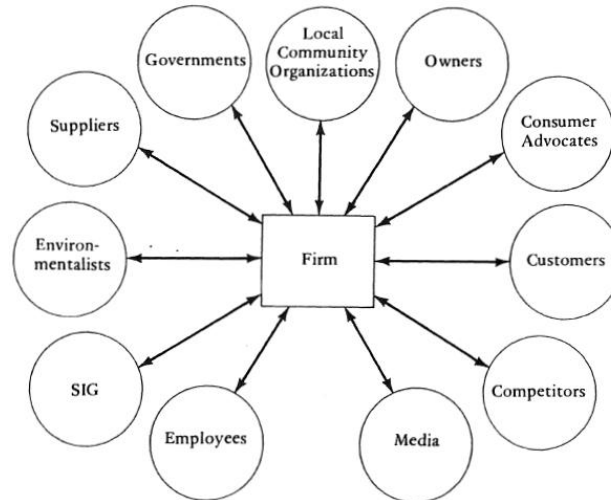 Governments
Local
Community
Organizations
Owners
Suppliers
Consumer
Advocates
Environ-
mentalists
Firm
Customers
SIG
Employees
Media
Competitors